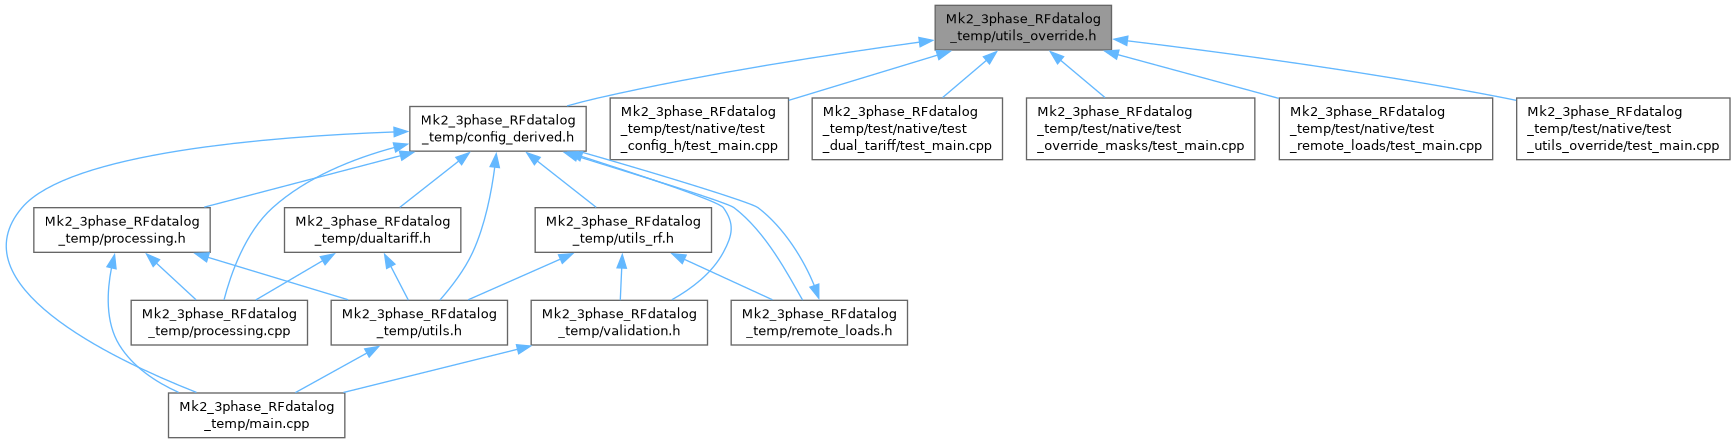 Mk2_3phase_RFdatalog
_temp/utils_override.h
Mk2_3phase_RFdatalog
_temp/config_derived.h
Mk2_3phase_RFdatalog
_temp/test/native/test
_config_h/test_main.cpp
Mk2_3phase_RFdatalog
_temp/test/native/test
_dual_tariff/test_main.cpp
Mk2_3phase_RFdatalog
_temp/test/native/test
_override_masks/test_main.cpp
Mk2_3phase_RFdatalog
_temp/test/native/test
_remote_loads/test_main.cpp
Mk2_3phase_RFdatalog
_temp/test/native/test
_utils_override/test_main.cpp
Mk2_3phase_RFdatalog
_temp/processing.h
Mk2_3phase_RFdatalog
_temp/dualtariff.h
Mk2_3phase_RFdatalog
_temp/utils_rf.h
Mk2_3phase_RFdatalog
_temp/processing.cpp
Mk2_3phase_RFdatalog
_temp/utils.h
Mk2_3phase_RFdatalog
_temp/validation.h
Mk2_3phase_RFdatalog
_temp/remote_loads.h
Mk2_3phase_RFdatalog
_temp/main.cpp